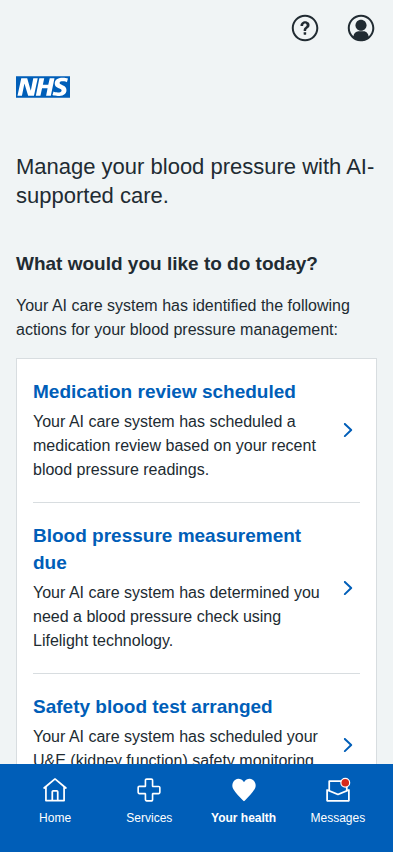 NHS
Manage your blood pressure with AI-
supported care.
What would you like to do today?
Your AI care system has identified the following
actions for your blood pressure management:
Medication review scheduled
Your AI care system has scheduled a
medication review based on your recent
blood pressure readings.
Blood pressure measurement
due
Your AI care system has determined you
need a blood pressure check using
Lifelight technology.
Safety blood test arranged
Your AI care system has scheduled your
U&E (kidney function) safety monitoring
Home
Services
Your health
Messages